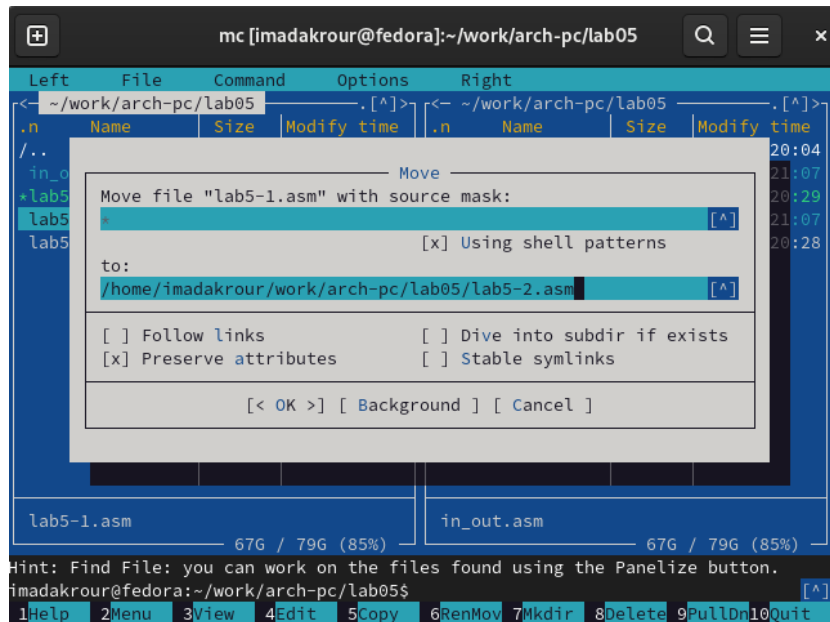 mc [imadakrour@fedora]:~/work/arch-pc/lab05
Left File Command Options Right
<— ~/work/arch-pc/lab05 —.[^]>
<— ~/work/arch-pc/lab05 —.[^]>
.n Name Size Modify time .n Name Size Modify time
/.. 20:04
in_o 21:07
*lab5 20:29
lab5 21:07
lab5 20:28
Move
Move file "lab5-1.asm" with source mask:
* [^]
[x] Using shell patterns
to:
/home/imadakrour/work/arch-pc/lab05/lab5-2.asm [^]
[ ] Follow links [ ] Dive into subdir if exists
[x] Preserve attributes [ ] Stable symlinks
[< OK >] [ Background ] [ Cancel ]
lab5-1.asm in_out.asm
67G / 79G (85%) 67G / 79G (85%)
Hint: Find File: you can work on the files found using the Panelize button.
imadakrour@fedora:~/work/arch-pc/lab05$ [^]
1Help 2Menu 3View 4Edit 5Copy 6RenMov 7Mkdir 8Delete 9PullDn 10Quit